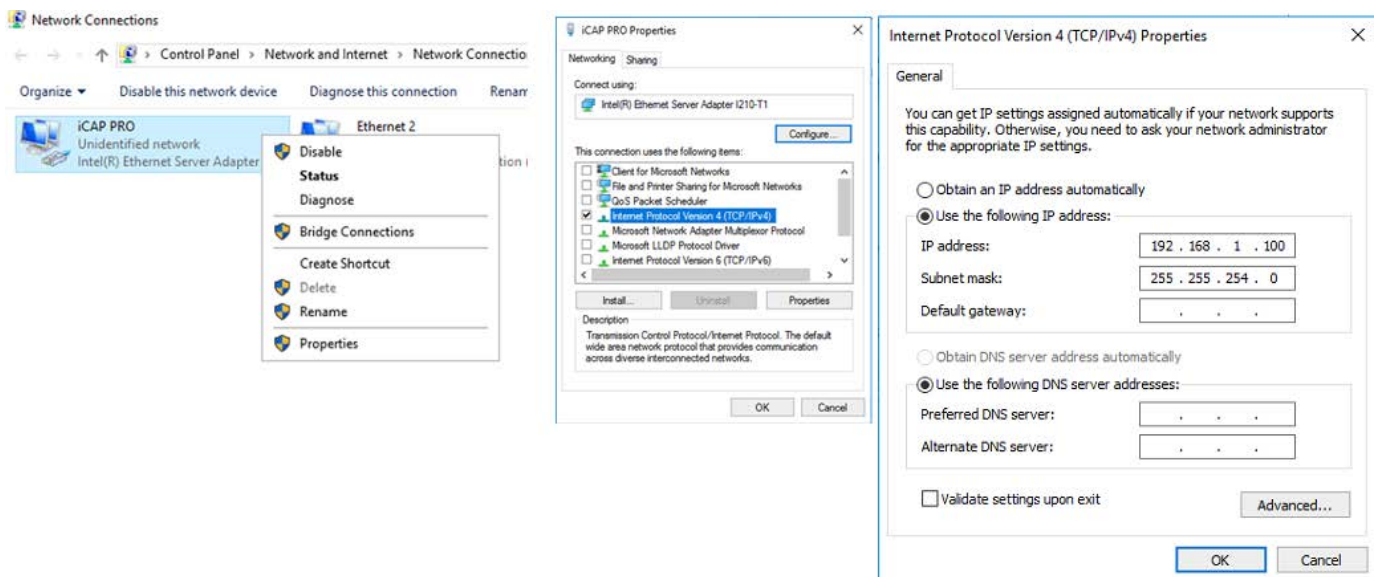 Network Connections
Control Panel > Network and Internet > Network Connectio
Organize Disable this network device Diagnose this connection Renam
iCAP PRO
Unidentified network
Intel(R) Ethernet Server Adapter
Ethernet 2
tion
Disable
Status
Diagnose
Bridge Connections
Create Shortcut
Delete
Rename
Properties
iCAP PRO Properties
Networking Sharing
Connect using:
Intel(R) Ethernet Server Adapter I210-T1
Configure...
This connection uses the following items:
Client for Microsoft Networks
File and Printer Sharing for Microsoft Networks
QoS Packet Scheduler
Internet Protocol Version 4 (TCP/IPv4)
Microsoft Network Adapter Multiplexor Protocol
Microsoft LLDP Protocol Driver
Internet Protocol Version 6 (TCP/IPv6)
Install... Uninstall Properties
Description
Transmission Control Protocol/Internet Protocol. The default
wide area network protocol that provides communication
across diverse interconnected networks.
OK Cancel
Internet Protocol Version 4 (TCP/IPv4) Properties
General
You can get IP settings assigned automatically if your network supports
this capability. Otherwise, you need to ask your network administrator
for the appropriate IP settings.
Obtain an IP address automatically
Use the following IP address:
IP address: 192 . 168 . 1 . 100
Subnet mask: 255 . 255 . 254 . 0
Default gateway: . . .
Obtain DNS server address automatically
Use the following DNS server addresses:
Preferred DNS server: . . .
Alternate DNS server: . . .
Validate settings upon exit
Advanced...
OK Cancel